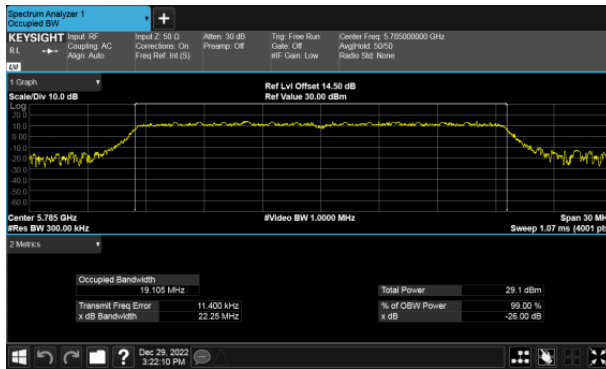 Spectrum Analyzer 1
Occupied BW
+
KEYSIGHT Input: RF Input Z: 50 Ω Atten: 30 dB Trig: Free Run Center Freq: 5.785000000 GHz
RL Coupling: AC Corrections: On Preamp: Off Gate: Off Avg|Hold: 50/50
Align: Auto Freq Ref: Int (S) #IF Gain: Low Radio Std: None
LXI
1 Graph Ref Lvl Offset 14.50 dB
Scale/Div 10.0 dB Ref Value 30.00 dBm
Log
20.0
10.0
0.00
-10.0
-20.0
-30.0
-40.0
-50.0
-60.0
Center 5.785 GHz #Video BW 1.0000 MHz Span 30 MH
#Res BW 300.00 kHz Sweep 1.07 ms (4001 pt
2 Metrics
Occupied Bandwidth
19.105 MHz Total Power 29.1 dBm
Transmit Freq Error 11.400 kHz % of OBW Power 99.00 %
x dB Bandwidth 22.25 MHz x dB -26.00 dB
? Dec 29, 2022
3:22:10 PM